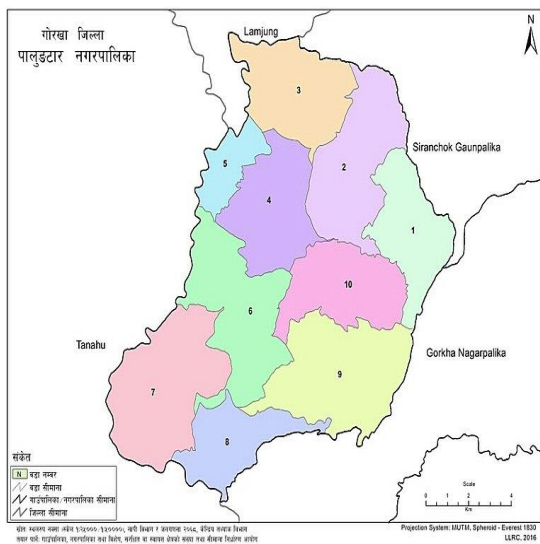 गोरखा जिल्ला
पालुङटार नगरपालिका
Lamjung
N
3
Siranchok Gaunpalika
5
2
4
1
10
6
Tanahu
Gorkha Nagarpalika
9
7
8
संकेत
N वडा नम्बर
वडा सीमाना
गाउँपालिका/नगरपालिका सीमाना
जिल्ला सीमाना
Scale
0 1 2 4
Km
Projection System: MUTM, Spheroid - Everest 1830
LLRC, 2016